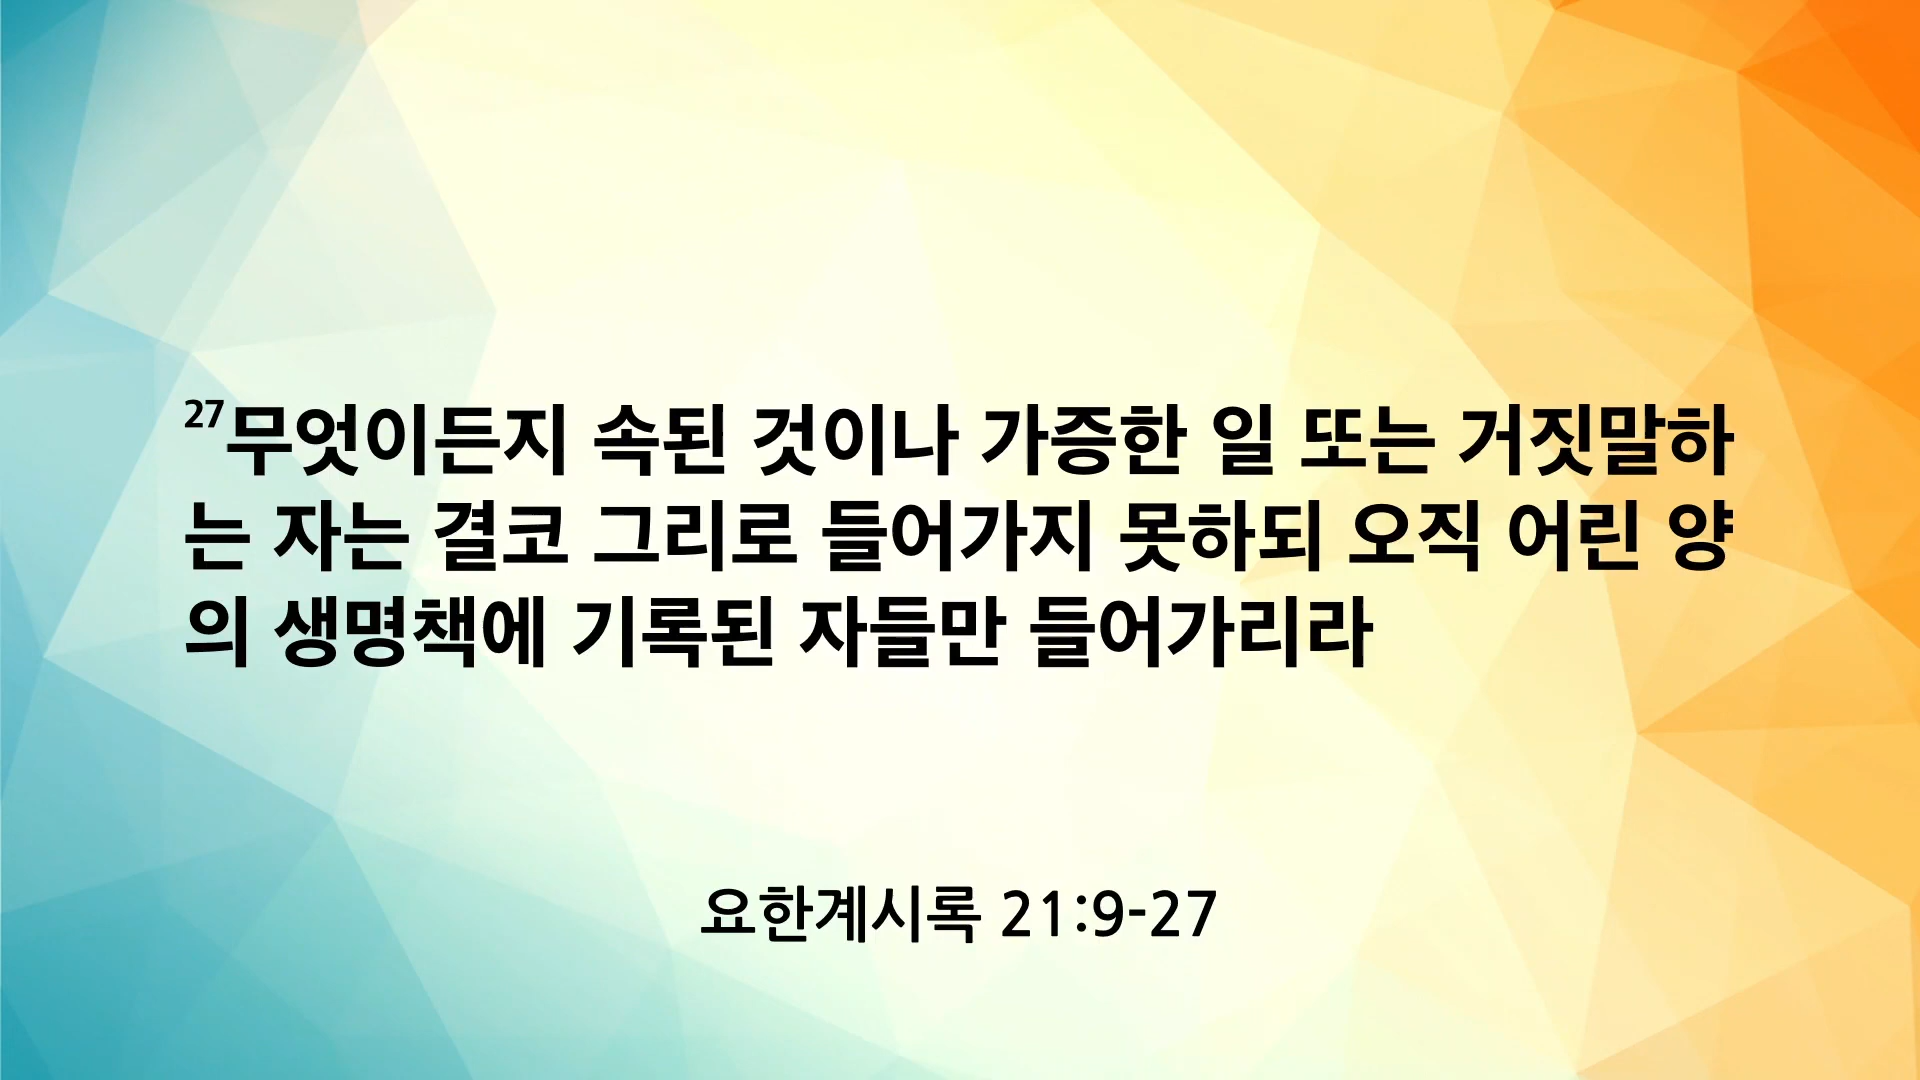 27무엇이든지 속된 것이나 가증한 일 또는 거짓말하
는 자는 결코 그리로 들어가지 못하되 오직 어린 양
의 생명책에 기록된 자들만 들어가리라
요한계시록 21:9-27